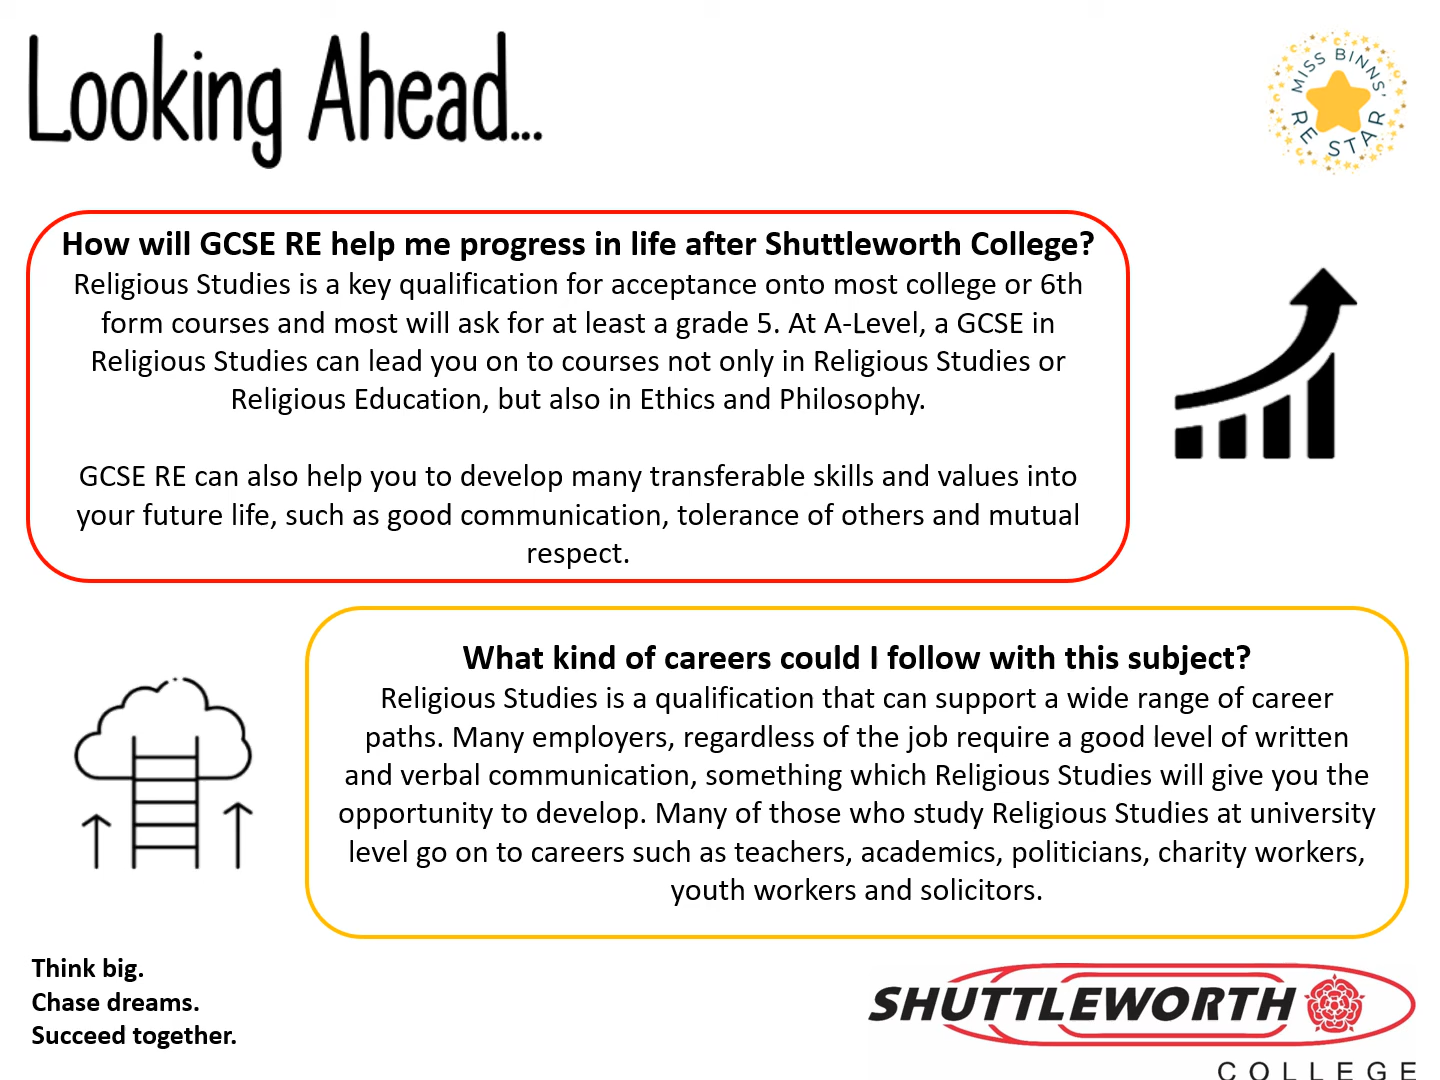 Looking Ahead...
MISS BINNS'
RE STAR
How will GCSE RE help me progress in life after Shuttleworth College?
Religious Studies is a key qualification for acceptance onto most college or 6th
form courses and most will ask for at least a grade 5. At A-Level, a GCSE in
Religious Studies can lead you on to courses not only in Religious Studies or
Religious Education, but also in Ethics and Philosophy.
GCSE RE can also help you to develop many transferable skills and values into
your future life, such as good communication, tolerance of others and mutual
respect.
What kind of careers could I follow with this subject?
Religious Studies is a qualification that can support a wide range of career
paths. Many employers, regardless of the job require a good level of written
and verbal communication, something which Religious Studies will give you the
opportunity to develop. Many of those who study Religious Studies at university
level go on to careers such as teachers, academics, politicians, charity workers,
youth workers and solicitors.
Think big.
Chase dreams.
Succeed together.
SHUTTLEWORTH
COLLEGE